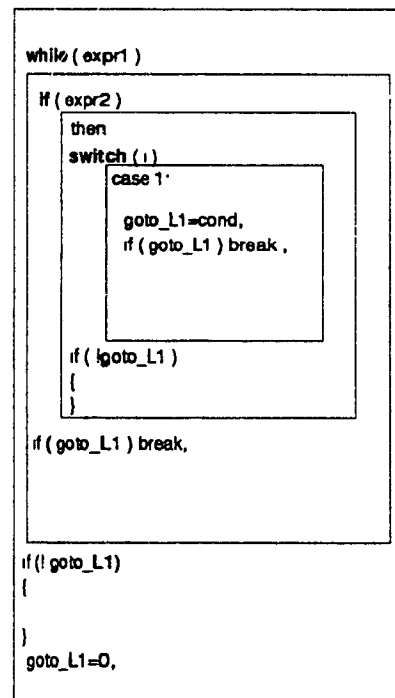 while ( expr1 )
if ( expr2 )
then
switch ( i )
case 1:
goto_L1=cond,
if ( goto_L1 ) break ,
if ( !goto_L1 )
{
}
if ( goto_L1 ) break,
if (! goto_L1)
{
}
goto_L1=0,